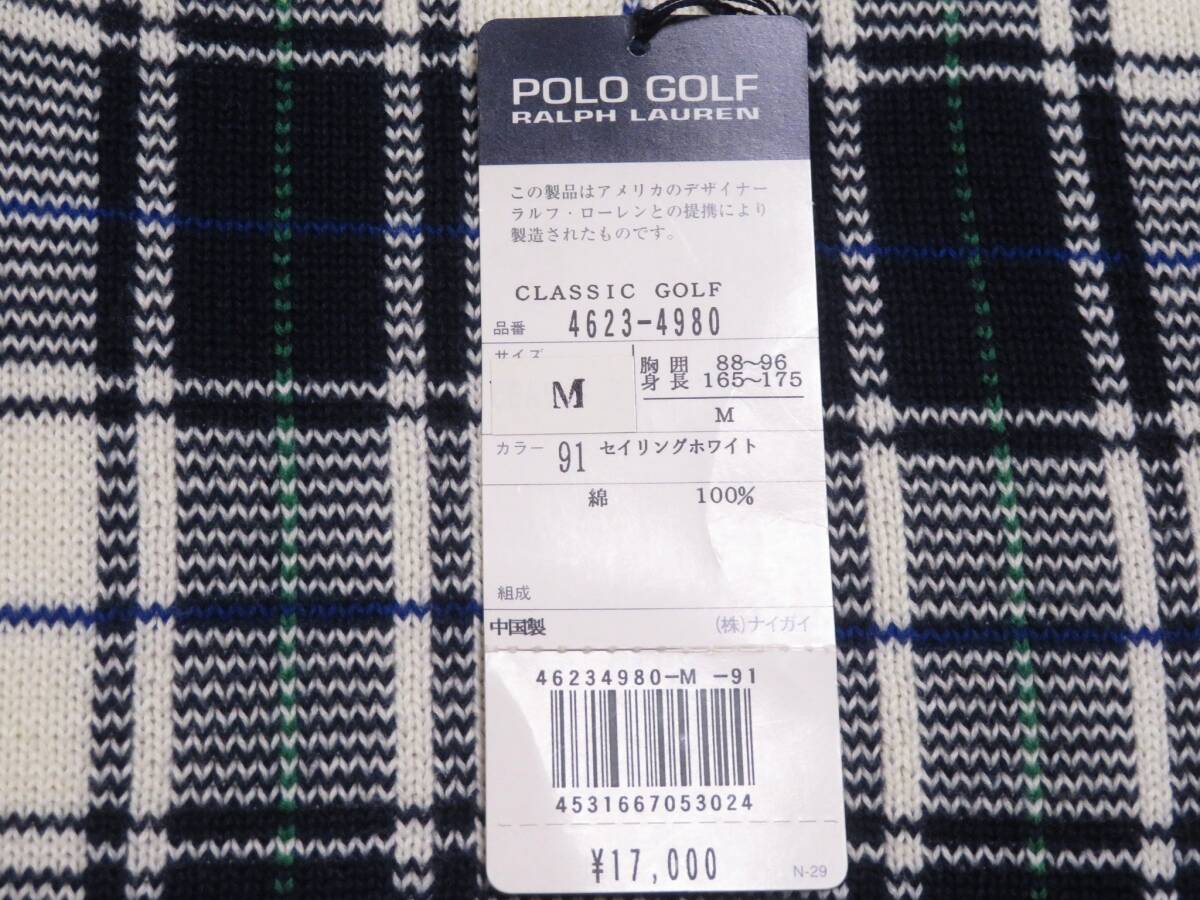 POLO GOLF
RALPH LAUREN
この製品はアメリカのデザイナー
ラルフ・ローレンとの提携により
製造されたものです。
CLASSIC GOLF
品番 4623-4980
サイズ
M
胸囲 88~96
身長 165~175
M
カラー 91 セイリングホワイト
綿 100%
組成
中国製 (株)ナイガイ
46234980-M -91
4531667053024
¥17,000 N-29